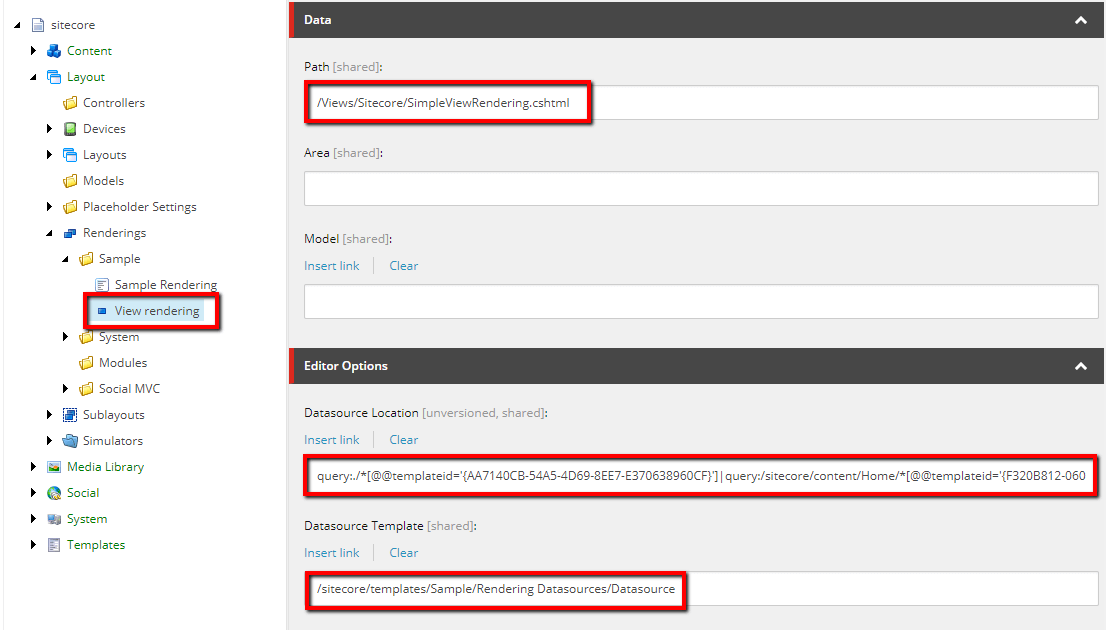 sitecore
Content
Layout
Controllers
Devices
Layouts
Models
Placeholder Settings
Renderings
Sample
Sample Rendering
View rendering
System
Modules
Social MVC
Sublayouts
Simulators
Media Library
Social
System
Templates
Data
Path [shared]:
/Views/Sitecore/SimpleViewRendering.cshtml
Area [shared]:
Model [shared]:
Insert link Clear
Editor Options
Datasource Location [unversioned, shared]:
Insert link Clear
query:./*[@@templateid='{AA7140CB-54A5-4D69-8EE7-E370638960CF}']|query:/sitecore/content/Home/*[@@templateid='{F320B812-060
Datasource Template [shared]:
Insert link Clear
/sitecore/templates/Sample/Rendering Datasources/Datasource